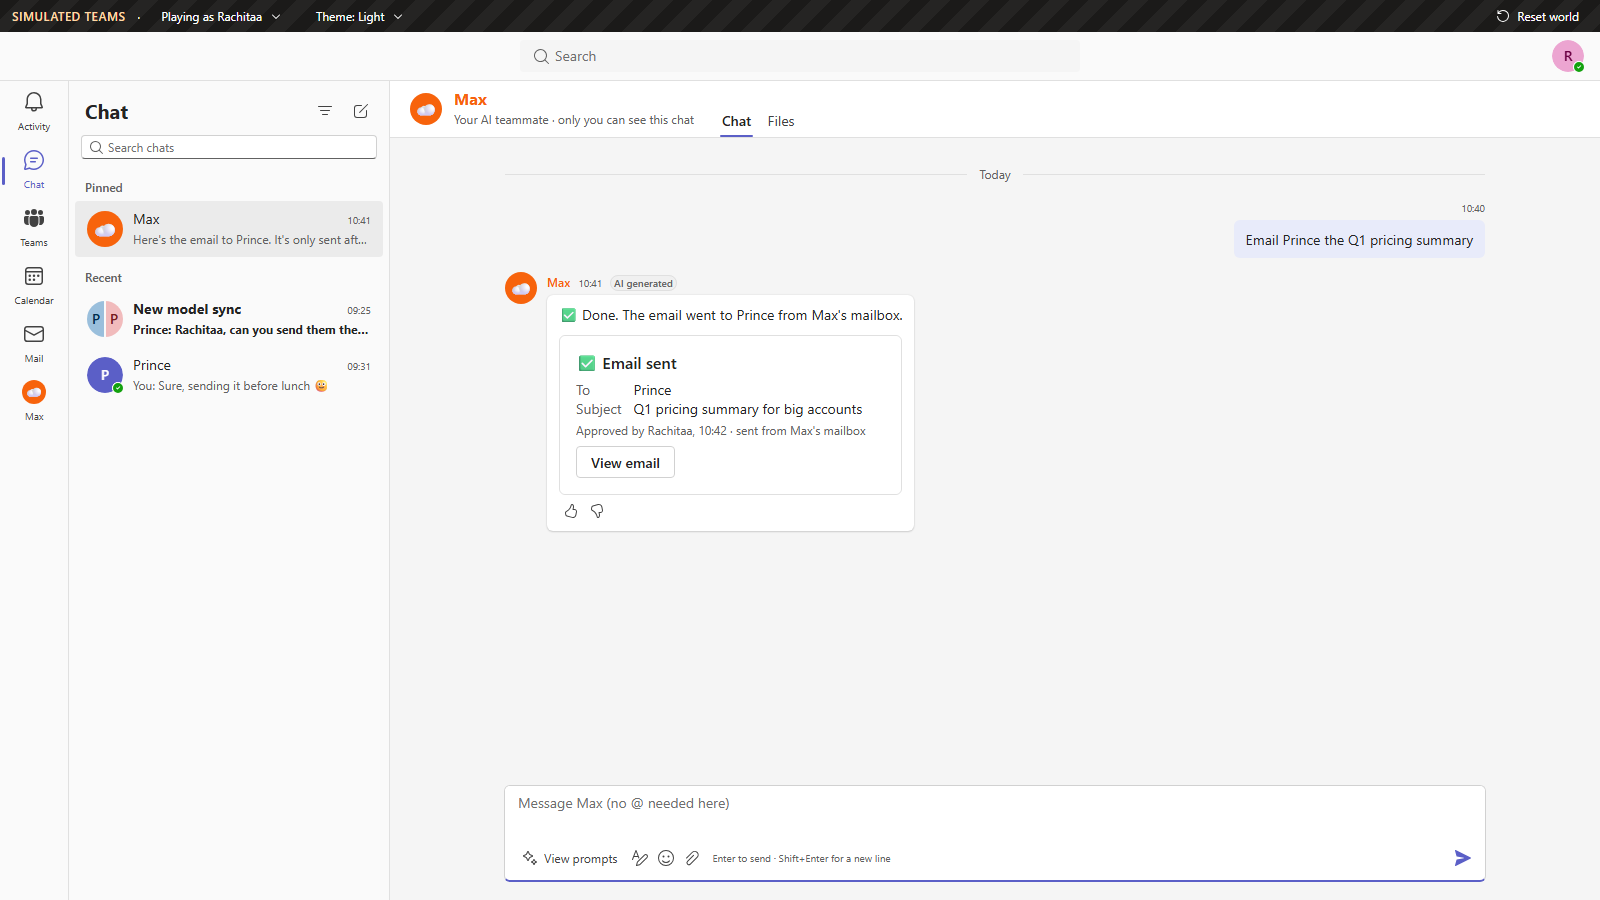 SIMULATED TEAMS · Playing as Rachitaa Theme: Light Reset world
Search
R
Activity
Chat
Teams
Calendar
Mail
Max
Chat
Search chats
Pinned
Max 10:41
Here's the email to Prince. It's only sent aft...
Recent
P P
New model sync 09:25
Prince: Rachitaa, can you send them the...
P
Prince 09:31
You: Sure, sending it before lunch 😀
Max
Your AI teammate · only you can see this chat
Chat Files
Today
10:40
Email Prince the Q1 pricing summary
Max 10:41 AI generated
✅ Done. The email went to Prince from Max's mailbox.
✅ Email sent
To Prince
Subject Q1 pricing summary for big accounts
Approved by Rachitaa, 10:42 · sent from Max's mailbox
View email
Message Max (no @ needed here)
View prompts Enter to send · Shift+Enter for a new line